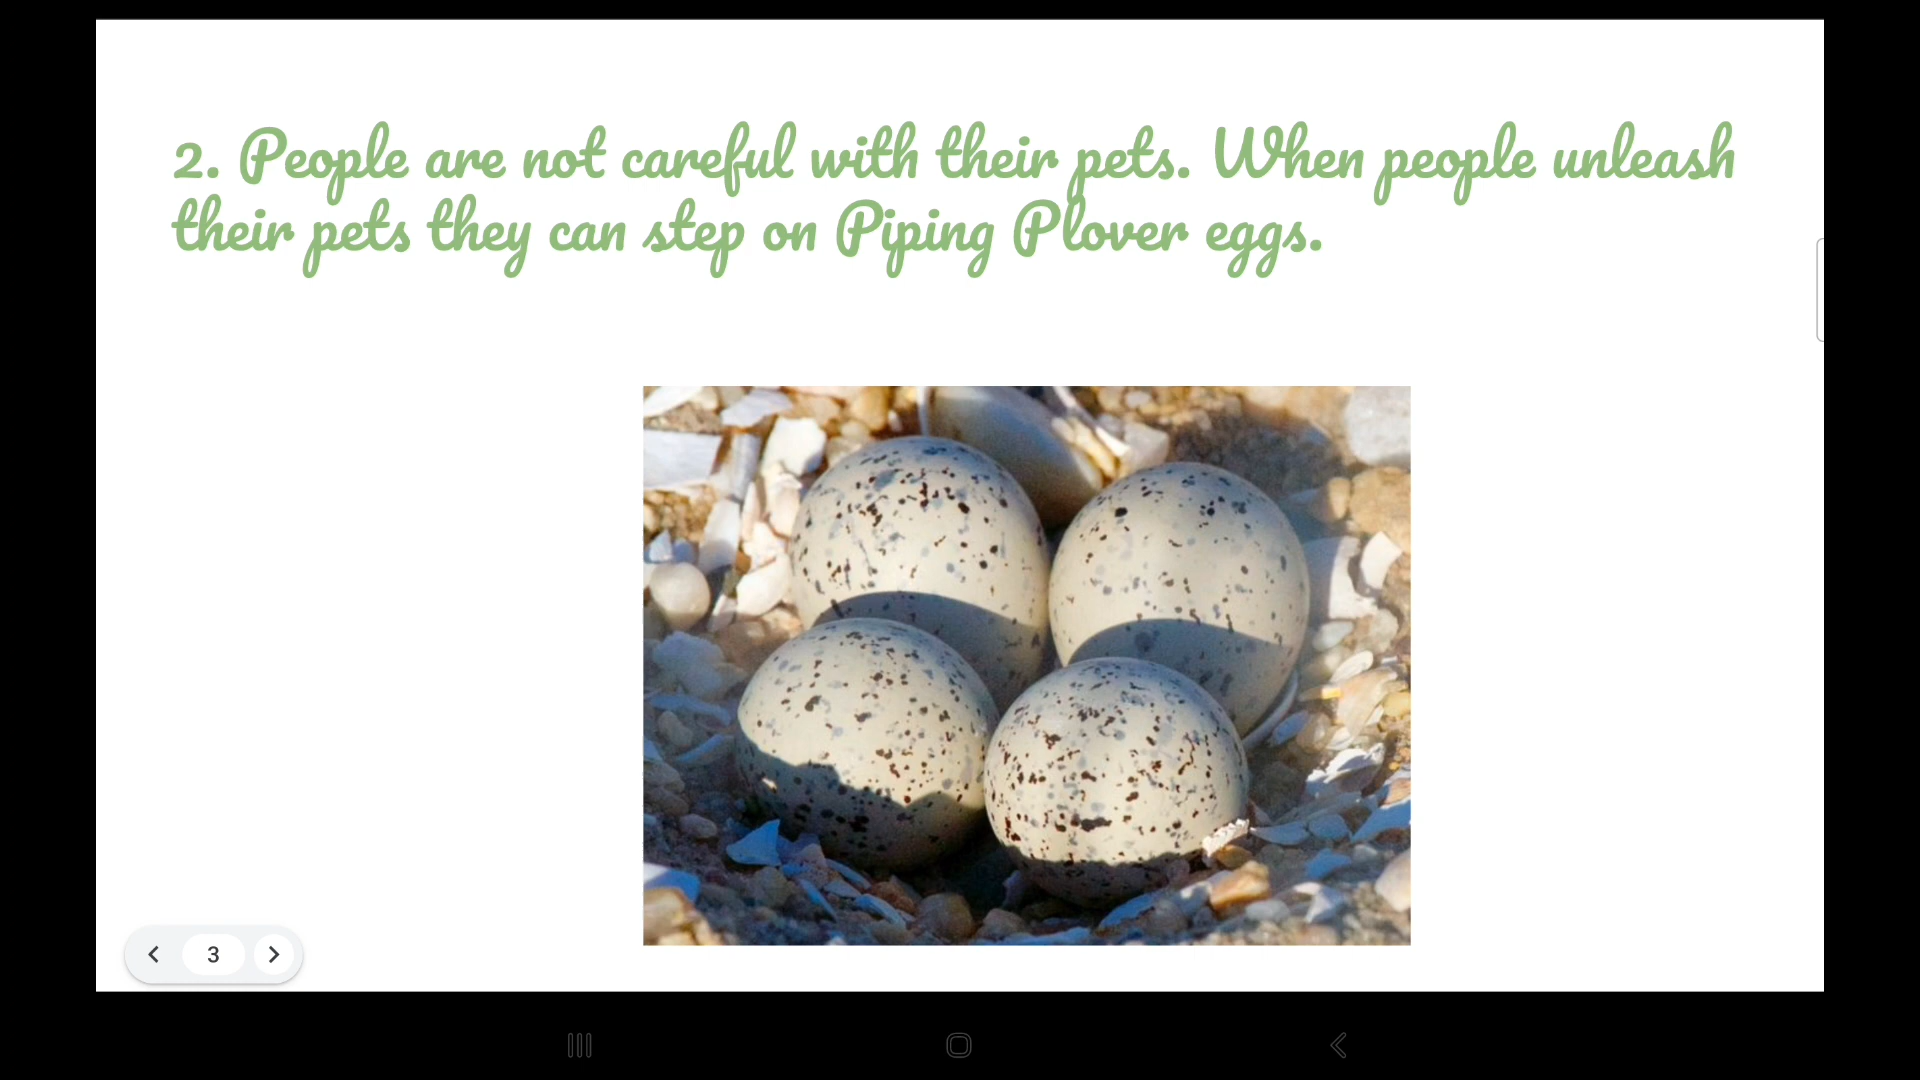 2. People are not careful with their pets. When people unleash
their pets they can step on Piping Plover eggs.
3